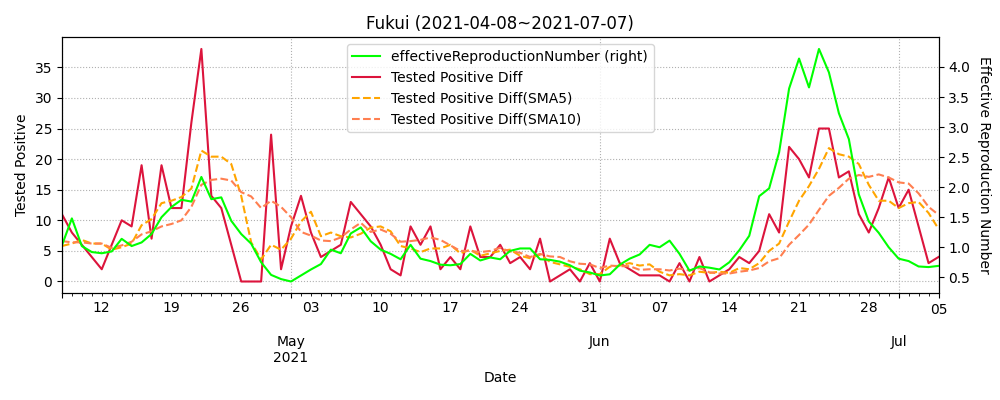 Fukui (2021-04-08~2021-07-07)
effectiveReproductionNumber (right)
Tested Positive Diff
Tested Positive Diff(SMA5)
Tested Positive Diff(SMA10)
Tested Positive
35
30
25
20
15
10
5
0
4.0
3.5
3.0
2.5
2.0
1.5
1.0
0.5
Effective Reproduction Number
12 19 26 03 10 17 24 31 07 14 21 28 05
May Jun Jul
2021
Date